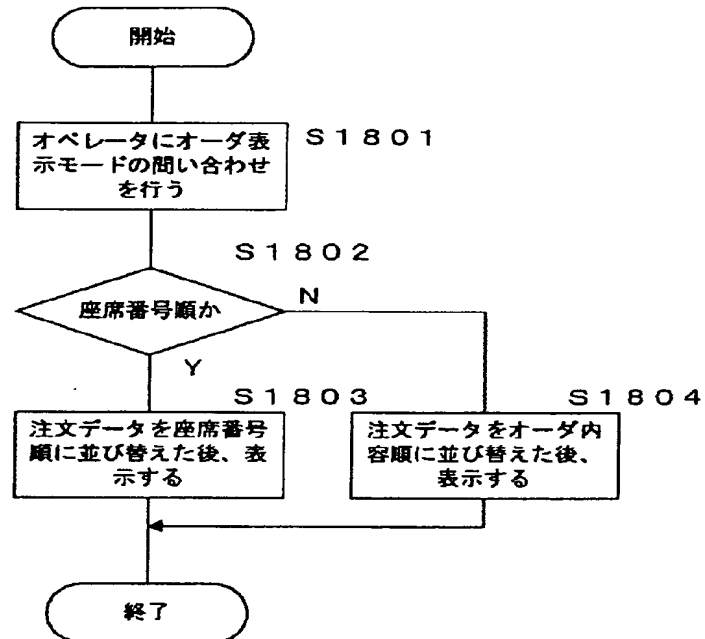 開始
オペレータにオーダ表
示モードの問い合わせ
を行う
S1801
S1802
座席番号順か
N
Y
S1803
S1804
注文データを座席番号
順に並び替えた後、表
示する
注文データをオーダ内
容順に並び替えた後、
表示する
終了